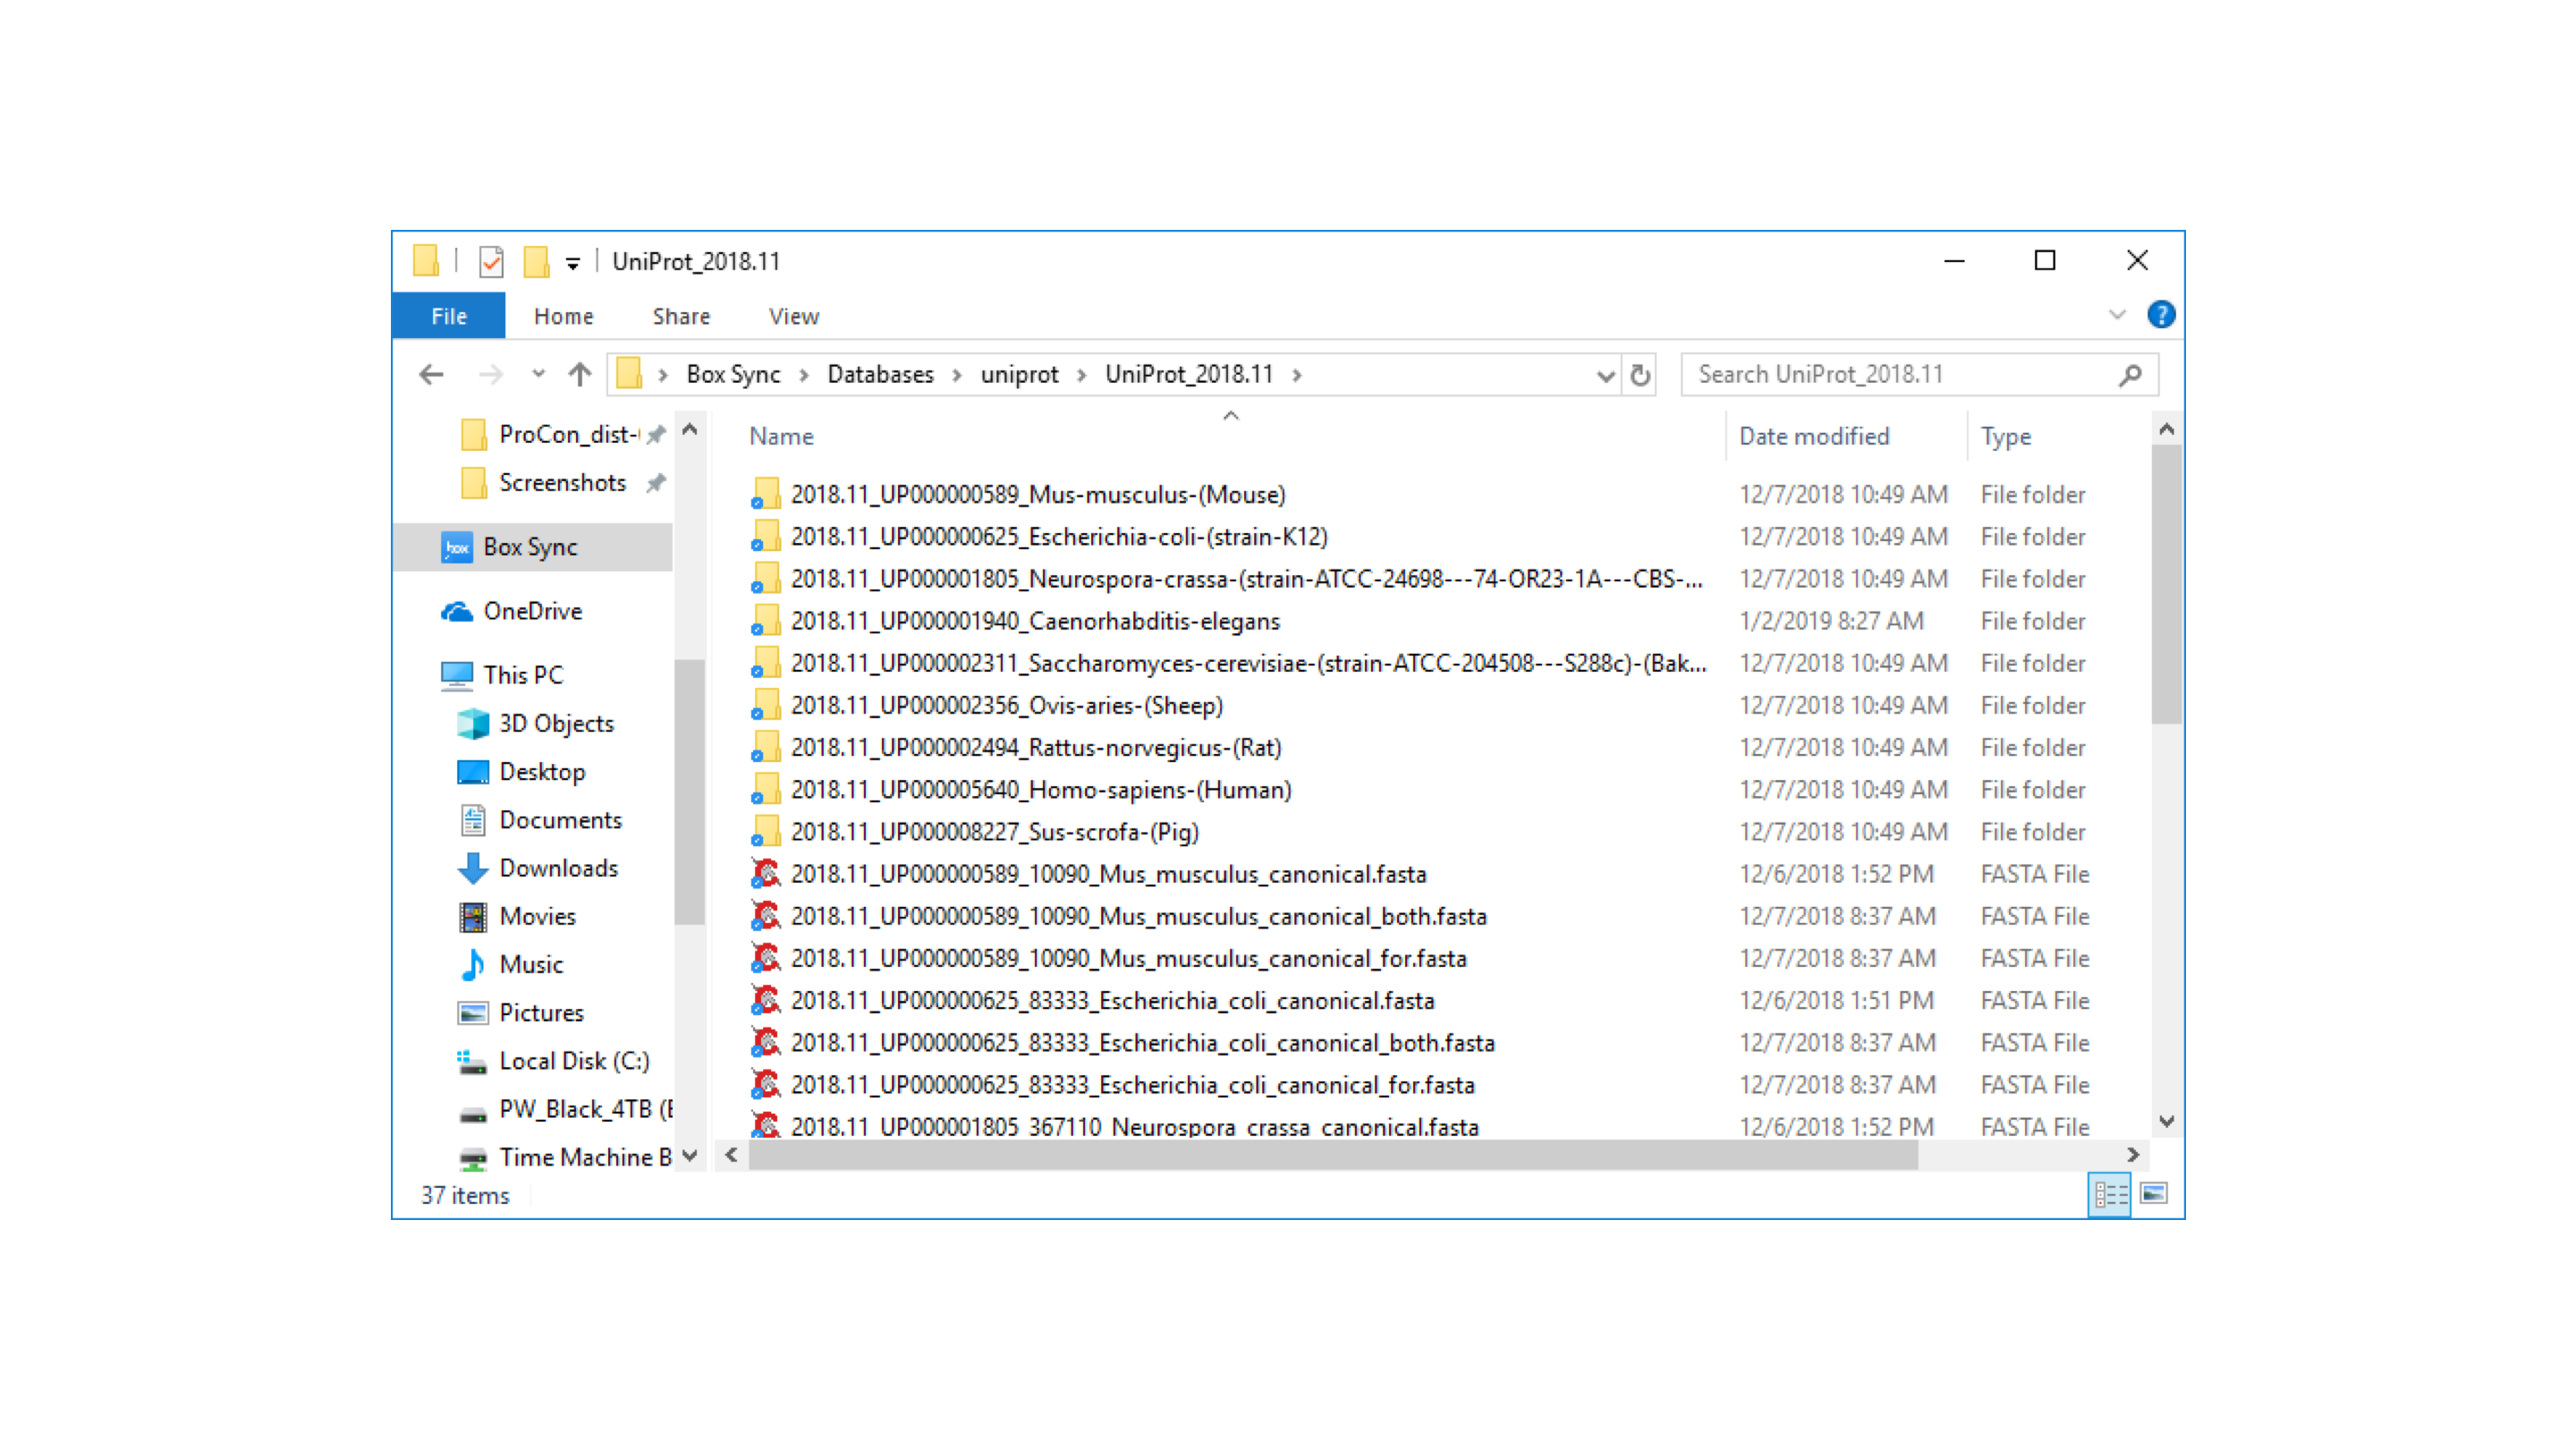 UniProt_2018.11
File Home Share View
Box Sync Databases uniprot UniProt_2018.11 Search UniProt_2018.11
ProCon_dist-
Screenshots
Box Sync
OneDrive
This PC
3D Objects
Desktop
Documents
Downloads
Movies
Music
Pictures
Local Disk (C:)
PW_Black_4TB (E
Time Machine B
Name Date modified Type
2018.11_UP000000589_Mus-musculus-(Mouse) 12/7/2018 10:49 AM File folder
2018.11_UP000000625_Escherichia-coli-(strain-K12) 12/7/2018 10:49 AM File folder
2018.11_UP000001805_Neurospora-crassa-(strain-ATCC-24698---74-OR23-1A---CBS-... 12/7/2018 10:49 AM File folder
2018.11_UP000001940_Caenorhabditis-elegans 1/2/2019 8:27 AM File folder
2018.11_UP000002311_Saccharomyces-cerevisiae-(strain-ATCC-204508---S288c)-(Bak... 12/7/2018 10:49 AM File folder
2018.11_UP000002356_Ovis-aries-(Sheep) 12/7/2018 10:49 AM File folder
2018.11_UP000002494_Rattus-norvegicus-(Rat) 12/7/2018 10:49 AM File folder
2018.11_UP000005640_Homo-sapiens-(Human) 12/7/2018 10:49 AM File folder
2018.11_UP000008227_Sus-scrofa-(Pig) 12/7/2018 10:49 AM File folder
2018.11_UP000000589_10090_Mus_musculus_canonical.fasta 12/6/2018 1:52 PM FASTA File
2018.11_UP000000589_10090_Mus_musculus_canonical_both.fasta 12/7/2018 8:37 AM FASTA File
2018.11_UP000000589_10090_Mus_musculus_canonical_for.fasta 12/7/2018 8:37 AM FASTA File
2018.11_UP000000625_83333_Escherichia_coli_canonical.fasta 12/6/2018 1:51 PM FASTA File
2018.11_UP000000625_83333_Escherichia_coli_canonical_both.fasta 12/7/2018 8:37 AM FASTA File
2018.11_UP000000625_83333_Escherichia_coli_canonical_for.fasta 12/7/2018 8:37 AM FASTA File
2018.11_UP000001805_367110_Neurospora_crassa_canonical.fasta 12/6/2018 1:52 PM FASTA File
37 items